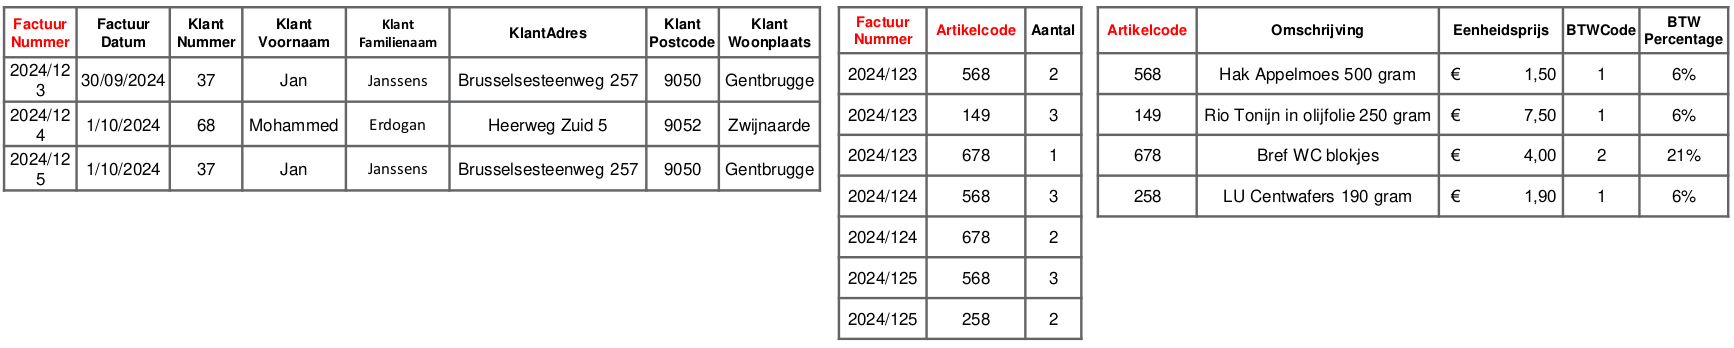 Factuur Nummer Factuur Datum Klant Nummer Klant Voornaam Klant Familienaam KlantAdres Klant Postcode Klant Woonplaats
2024/123 30/09/2024 37 Jan Janssens Brusselsesteenweg 257 9050 Gentbrugge
2024/124 1/10/2024 68 Mohammed Erdogan Heerweg Zuid 5 9052 Zwijnaarde
2024/125 1/10/2024 37 Jan Janssens Brusselsesteenweg 257 9050 Gentbrugge
Factuur Nummer Artikelcode Aantal
2024/123 568 2
2024/123 149 3
2024/123 678 1
2024/124 568 3
2024/124 678 2
2024/125 568 3
2024/125 258 2
Artikelcode Omschrijving Eenheidsprijs BTWCode BTW Percentage
568 Hak Appelmoes 500 gram € 1,50 1 6%
149 Rio Tonijn in olijfolie 250 gram € 7,50 1 6%
678 Bref WC blokjes € 4,00 2 21%
258 LU Centwafers 190 gram € 1,90 1 6%